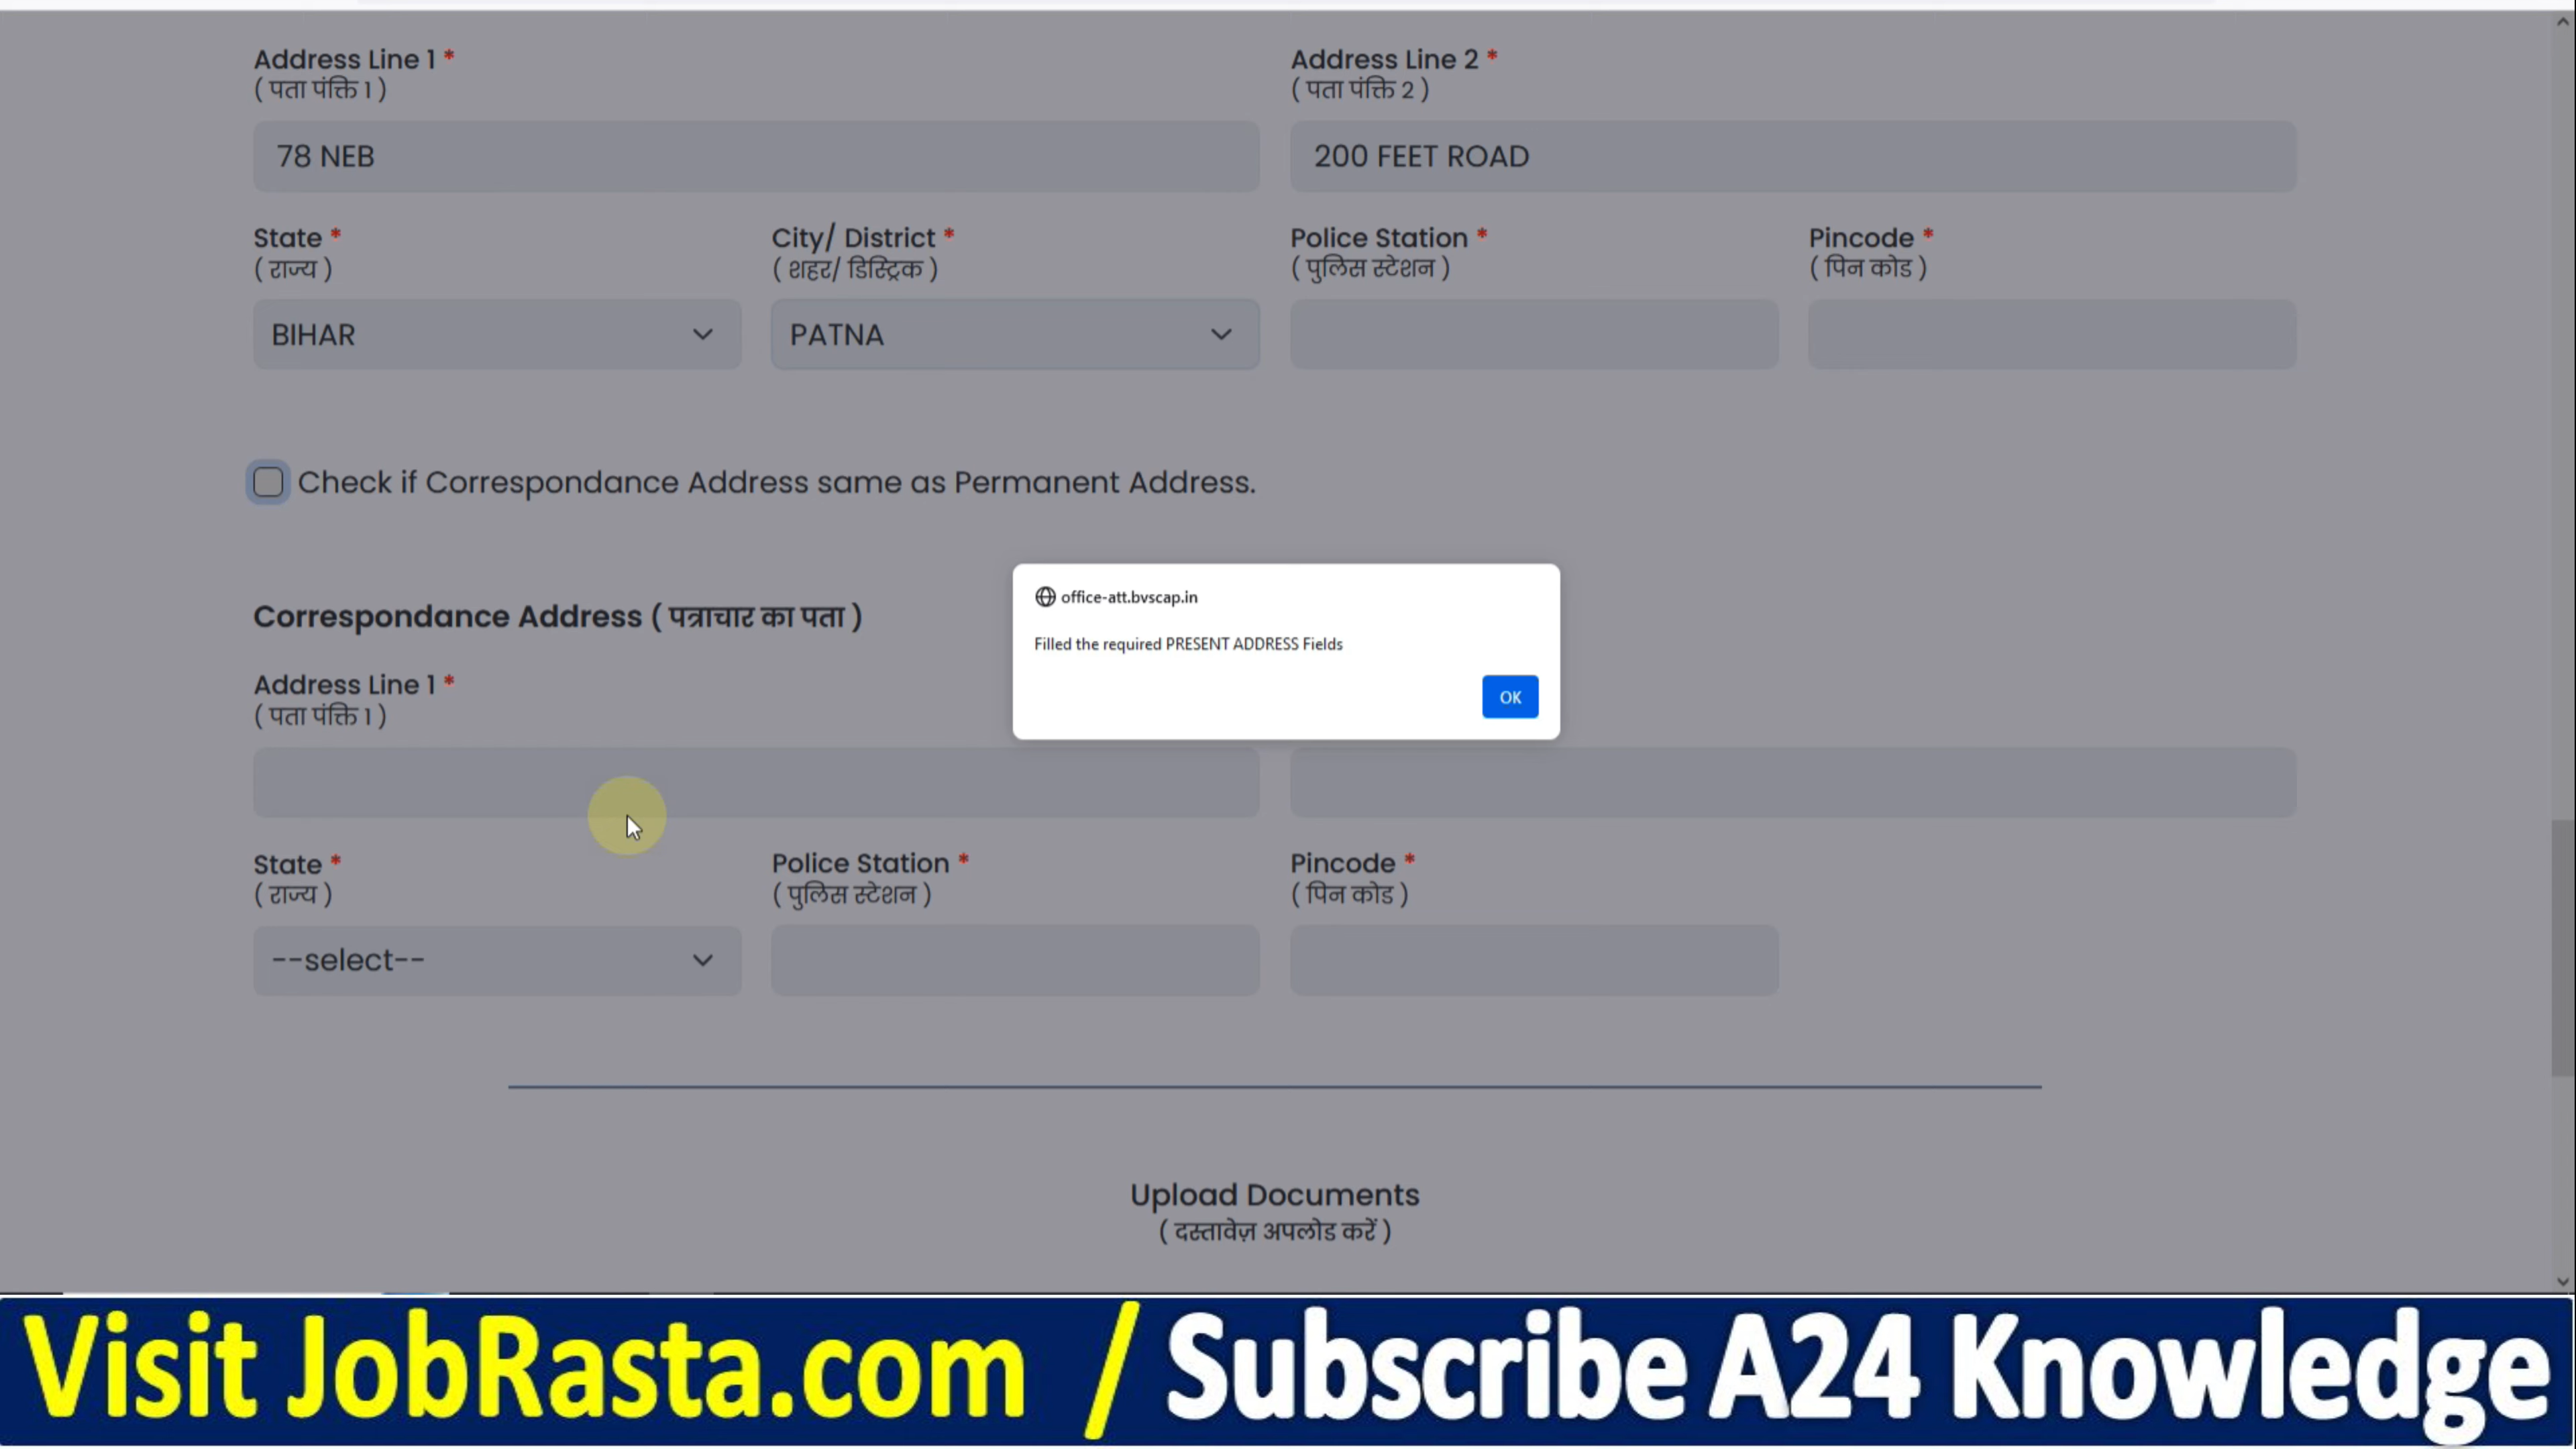 Address Line 1 *
( पता पंक्ति 1 )
Address Line 2 *
( पता पंक्ति 2 )
78 NEB
200 FEET ROAD
State *
( राज्य )
City/ District *
( शहर/ डिस्ट्रिक )
Police Station *
( पुलिस स्टेशन )
Pincode *
( पिन कोड )
BIHAR
PATNA
Check if Correspondance Address same as Permanent Address.
Correspondance Address ( पत्राचार का पता )
office-att.bvscap.in
Filled the required PRESENT ADDRESS Fields
OK
Address Line 1 *
( पता पंक्ति 1 )
State *
( राज्य )
Police Station *
( पुलिस स्टेशन )
Pincode *
( पिन कोड )
--select--
Upload Documents
( दस्तावेज़ अपलोड करें )
Visit JobRasta.com / Subscribe A24 Knowledge